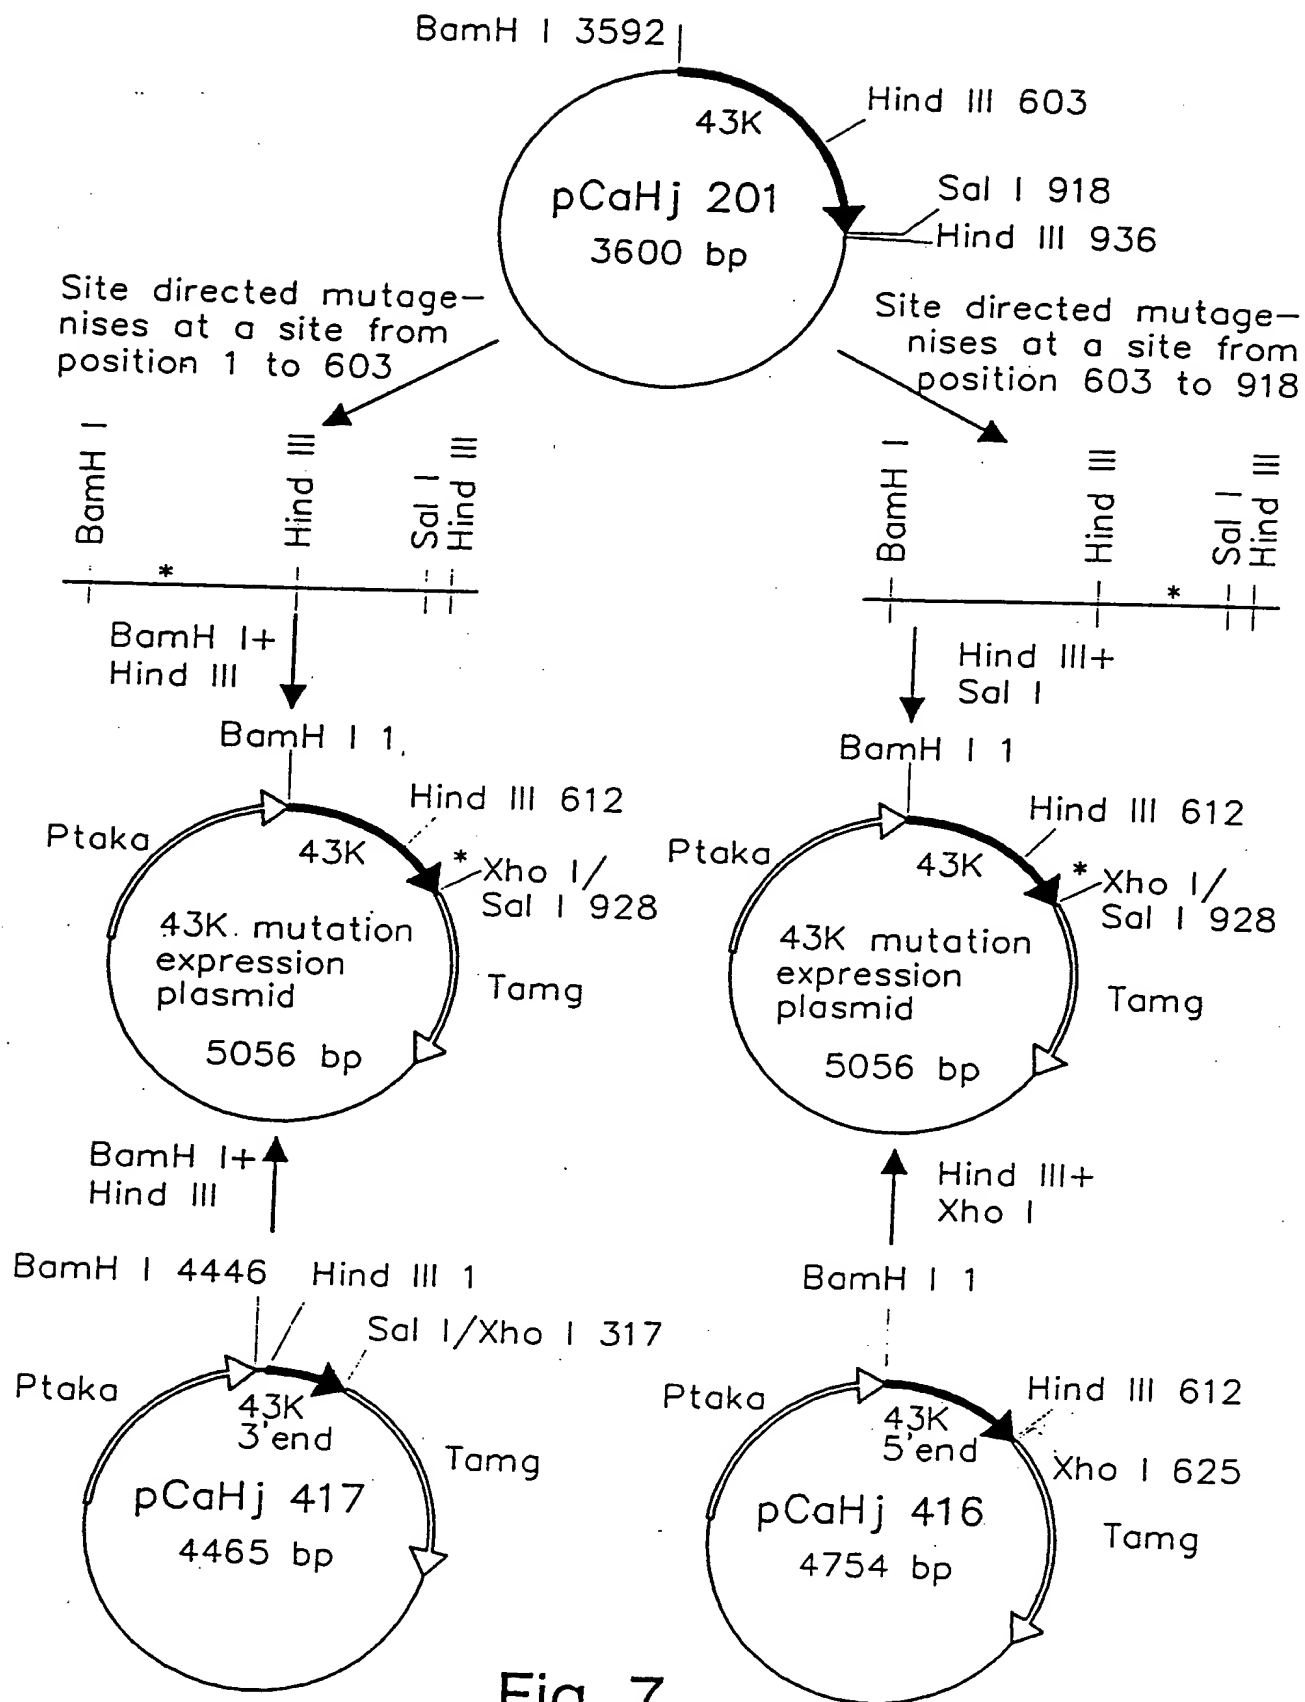 BamH I 3592
Hind III 603
43K
pCaHj 201
3600 bp
Sal I 918
Hind III 936
Site directed mutage-
nises at a site from
position 1 to 603
Site directed mutage-
nises at a site from
position 603 to 918
BamH I
Hind III
Sal I
Hind III
*
BamH I+
Hind III
BamH I
Hind III
Sal I
Hind III
*
Hind III+
Sal I
BamH I 1
Hind III 612
Ptaka
43K
* Xho I/
Sal I 928
43K mutation
expression
plasmid
5056 bp
Tamg
BamH I 1
Hind III 612
Ptaka
43K
* Xho I/
Sal I 928
43K mutation
expression
plasmid
5056 bp
Tamg
BamH I+
Hind III
Hind III+
Xho I
BamH I 4446
Hind III 1
Sal I/Xho I 317
Ptaka
43K
3'end
Tamg
pCaHj 417
4465 bp
BamH I 1
Ptaka
43K
5'end
Hind III 612
Xho I 625
Tamg
pCaHj 416
4754 bp
Fig. 7